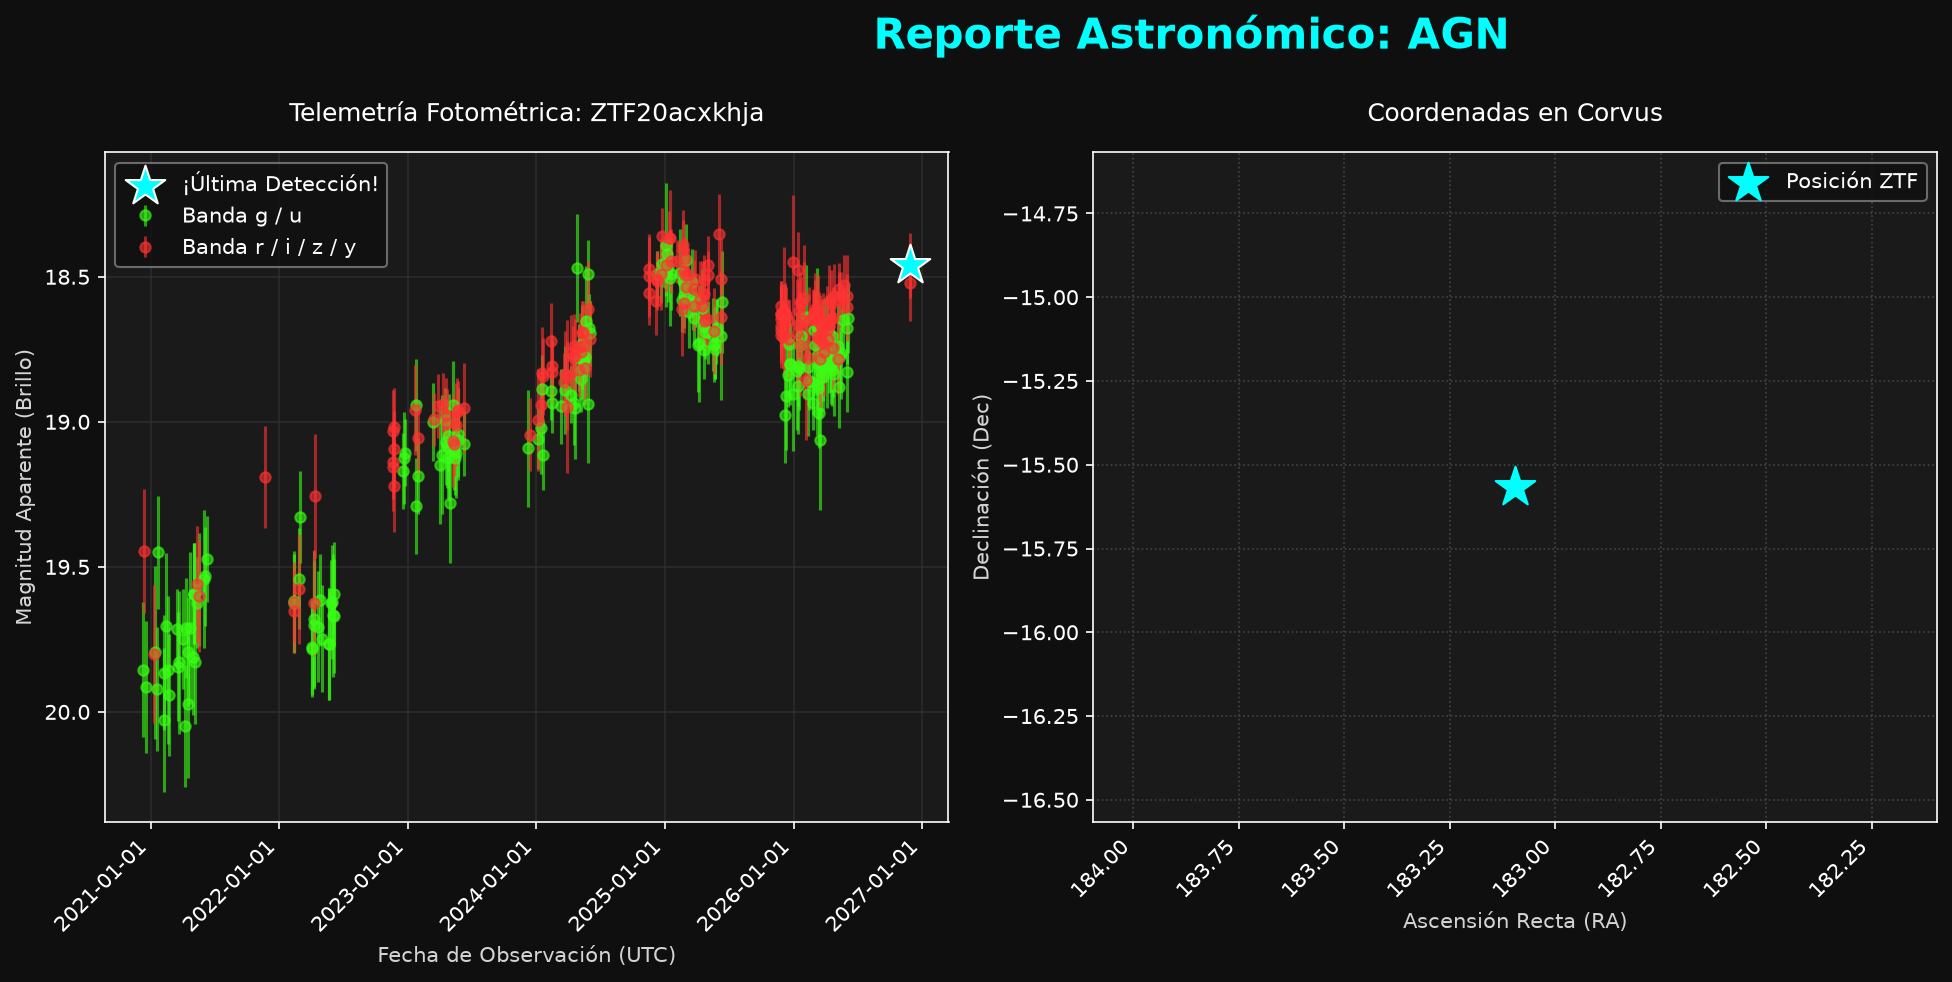 Reporte Astronómico: AGN
Telemetría Fotométrica: ZTF20acxkhja
¡Última Detección!
Banda g / u
Banda r / i / z / y
Magnitud Aparente (Brillo)
18.5
19.0
19.5
20.0
2021-01-01
2022-01-01
2023-01-01
2024-01-01
2025-01-01
2026-01-01
2027-01-01
Fecha de Observación (UTC)
Coordenadas en Corvus
Posición ZTF
Declinación (Dec)
−14.75
−15.00
−15.25
−15.50
−15.75
−16.00
−16.25
−16.50
184.00
183.75
183.50
183.25
183.00
182.75
182.50
182.25
Ascensión Recta (RA)